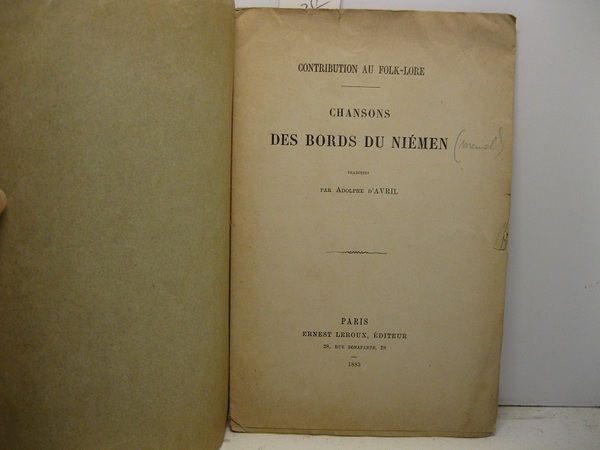 CONTRIBUTION AU FOLK-LORE
CHANSONS
DES BORDS DU NIÉMEN (Memel)
TRADUITES
PAR ADOLPHE D'AVRIL
PARIS
ERNEST LEROUX, ÉDITEUR
28, RUE BONAPARTE, 28
1882